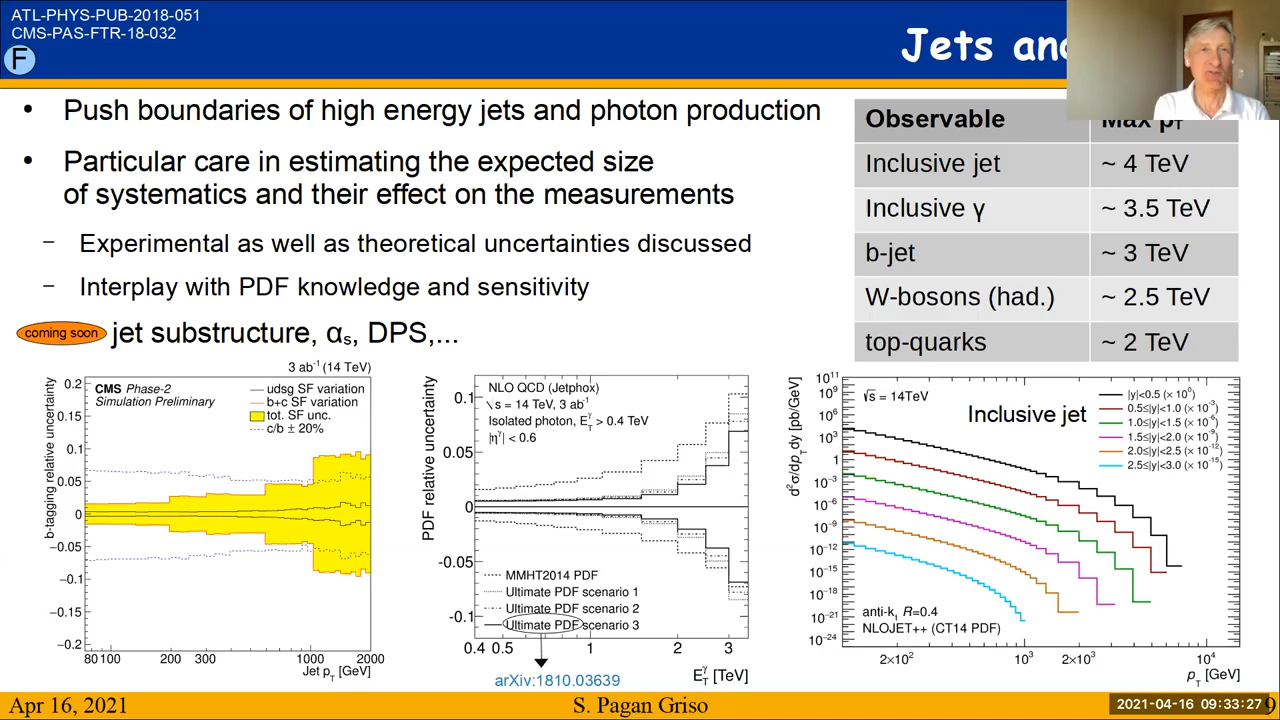 ATL-PHYS-PUB-2018-051
CMS-PAS-FTR-18-032
F
Jets and
• Push boundaries of high energy jets and photon production
• Particular care in estimating the expected size
of systematics and their effect on the measurements
– Experimental as well as theoretical uncertainties discussed
– Interplay with PDF knowledge and sensitivity
coming soon jet substructure, αs, DPS,...
Observable Max pT
Inclusive jet ~ 4 TeV
Inclusive γ ~ 3.5 TeV
b-jet ~ 3 TeV
W-bosons (had.) ~ 2.5 TeV
top-quarks ~ 2 TeV
3 ab⁻¹ (14 TeV)
CMS Phase-2
Simulation Preliminary
udsg SF variation
b+c SF variation
tot. SF unc.
c/b ± 20%
b-tagging relative uncertainty
0.2
0.15
0.1
0.05
0
−0.05
−0.1
−0.15
−0.2
80 100 200 300 1000 2000
Jet pT [GeV]
PDF relative uncertainty
NLO QCD (Jetphox)
√s = 14 TeV, 3 ab⁻¹
Isolated photon, ETγ > 0.4 TeV
|ηγ| < 0.6
0.1
0.05
0
-0.05
-0.1
MMHT2014 PDF
Ultimate PDF scenario 1
Ultimate PDF scenario 2
Ultimate PDF scenario 3
0.4 0.5 1 2 3
ETγ [TeV]
arXiv:1810.03639
d²σ/dpTdy [pb/GeV]
√s = 14TeV
Inclusive jet
|y|<0.5 (× 10⁰)
0.5≤|y|<1.0 (× 10⁻³)
1.0≤|y|<1.5 (× 10⁻⁶)
1.5≤|y|<2.0 (× 10⁻⁹)
2.0≤|y|<2.5 (× 10⁻¹²)
2.5≤|y|<3.0 (× 10⁻¹⁵)
10¹¹
10⁹
10⁶
10³
1
10⁻³
10⁻⁶
10⁻⁹
10⁻¹²
10⁻¹⁵
10⁻¹⁸
10⁻²¹
10⁻²⁴
anti-kt R=0.4
NLOJET++ (CT14 PDF)
2×10² 10³ 2×10³ 10⁴
pT [GeV]
Apr 16, 2021
S. Pagan Griso
2021-04-16 09:33:27
9